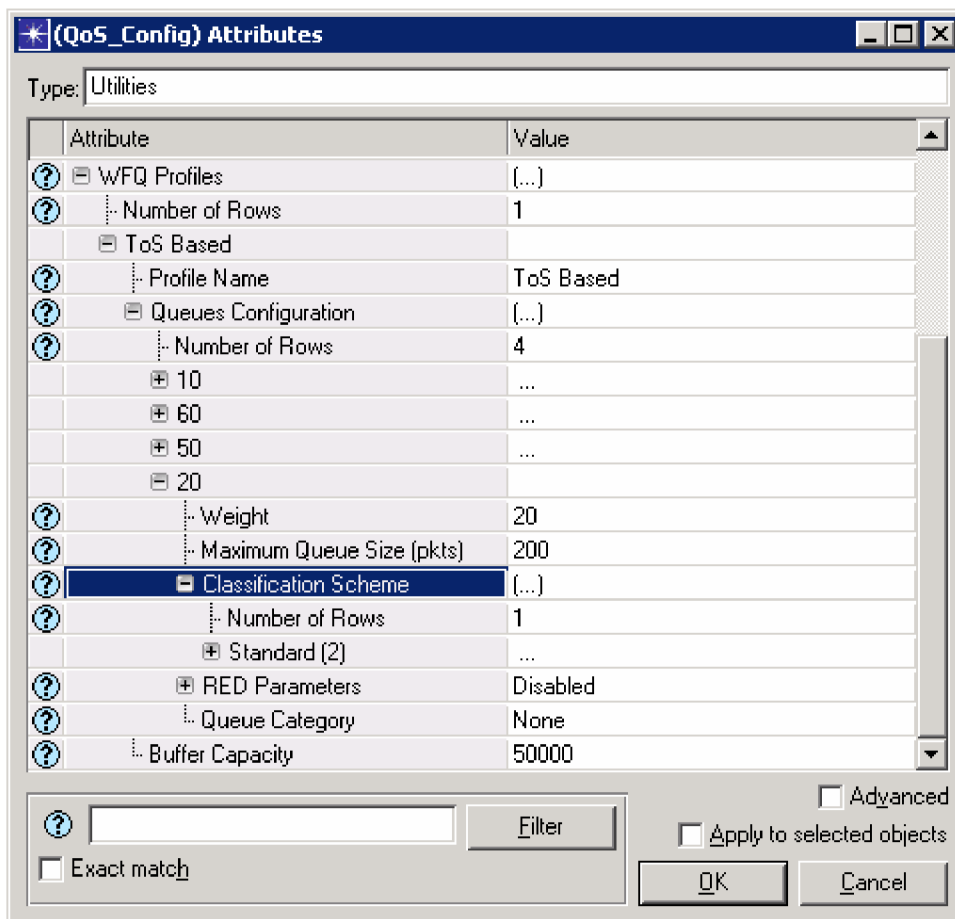 (QoS_Config) Attributes
Type: Utilities
Attribute Value
WFQ Profiles (...)
Number of Rows 1
ToS Based
Profile Name ToS Based
Queues Configuration (...)
Number of Rows 4
10 ...
60 ...
50 ...
20
Weight 20
Maximum Queue Size (pkts) 200
Classification Scheme (...)
Number of Rows 1
Standard (2) ...
RED Parameters Disabled
Queue Category None
Buffer Capacity 50000
Advanced
Filter
Apply to selected objects
Exact match
OK Cancel